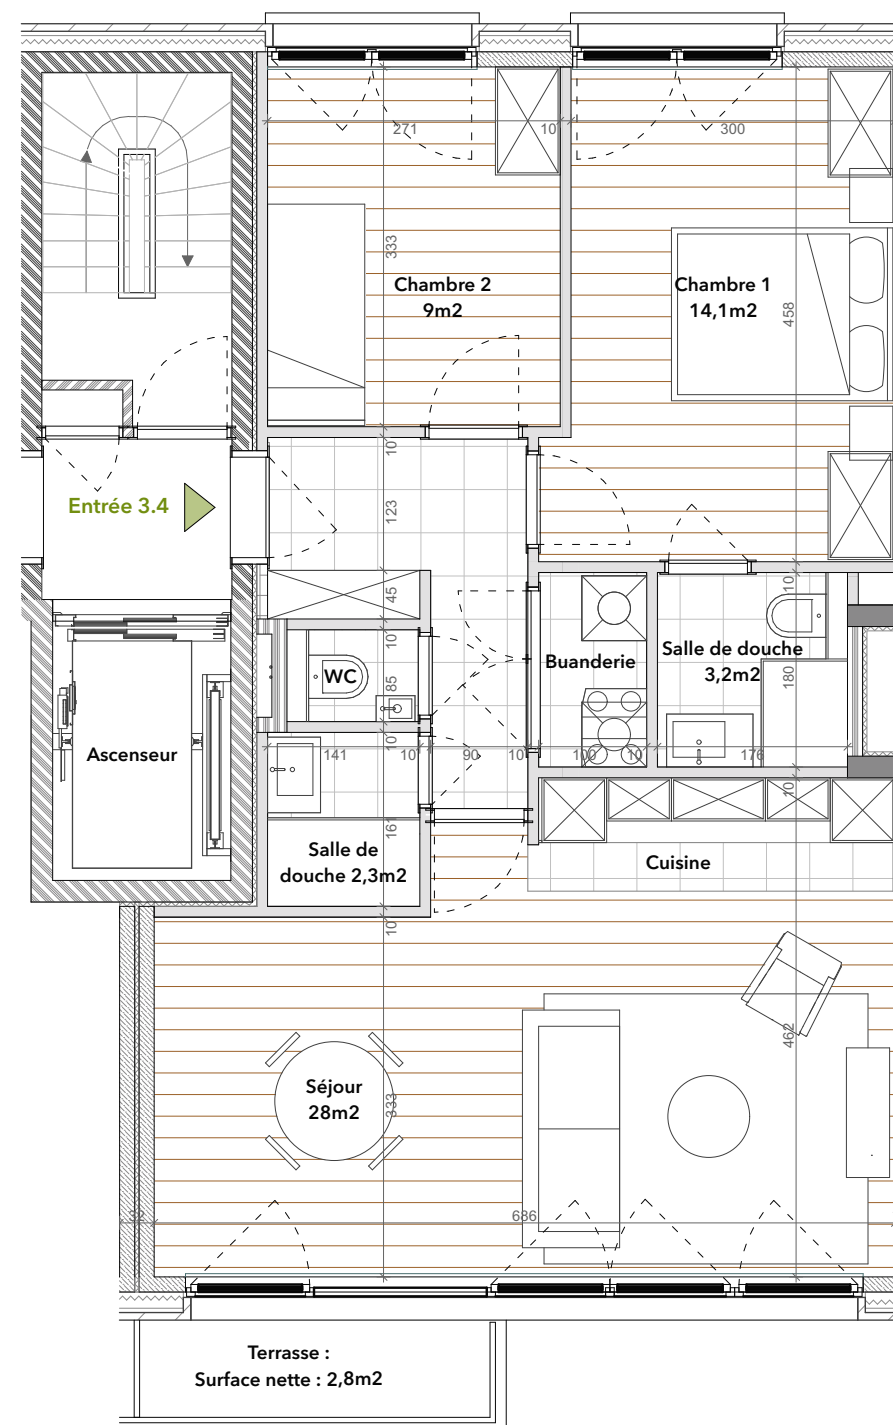 271
10
300
333
Chambre 2
9m2
Chambre 1
14,1m2
458
10
Entrée 3.4
123
45
10
10
WC
85
Buanderie
Salle de douche
3,2m2
180
Ascenseur
10
141
10
90
10
100
10
176
10
161
Salle de
douche 2,3m2
Cuisine
10
462
Séjour
28m2
333
32
686
Terrasse :
Surface nette : 2,8m2